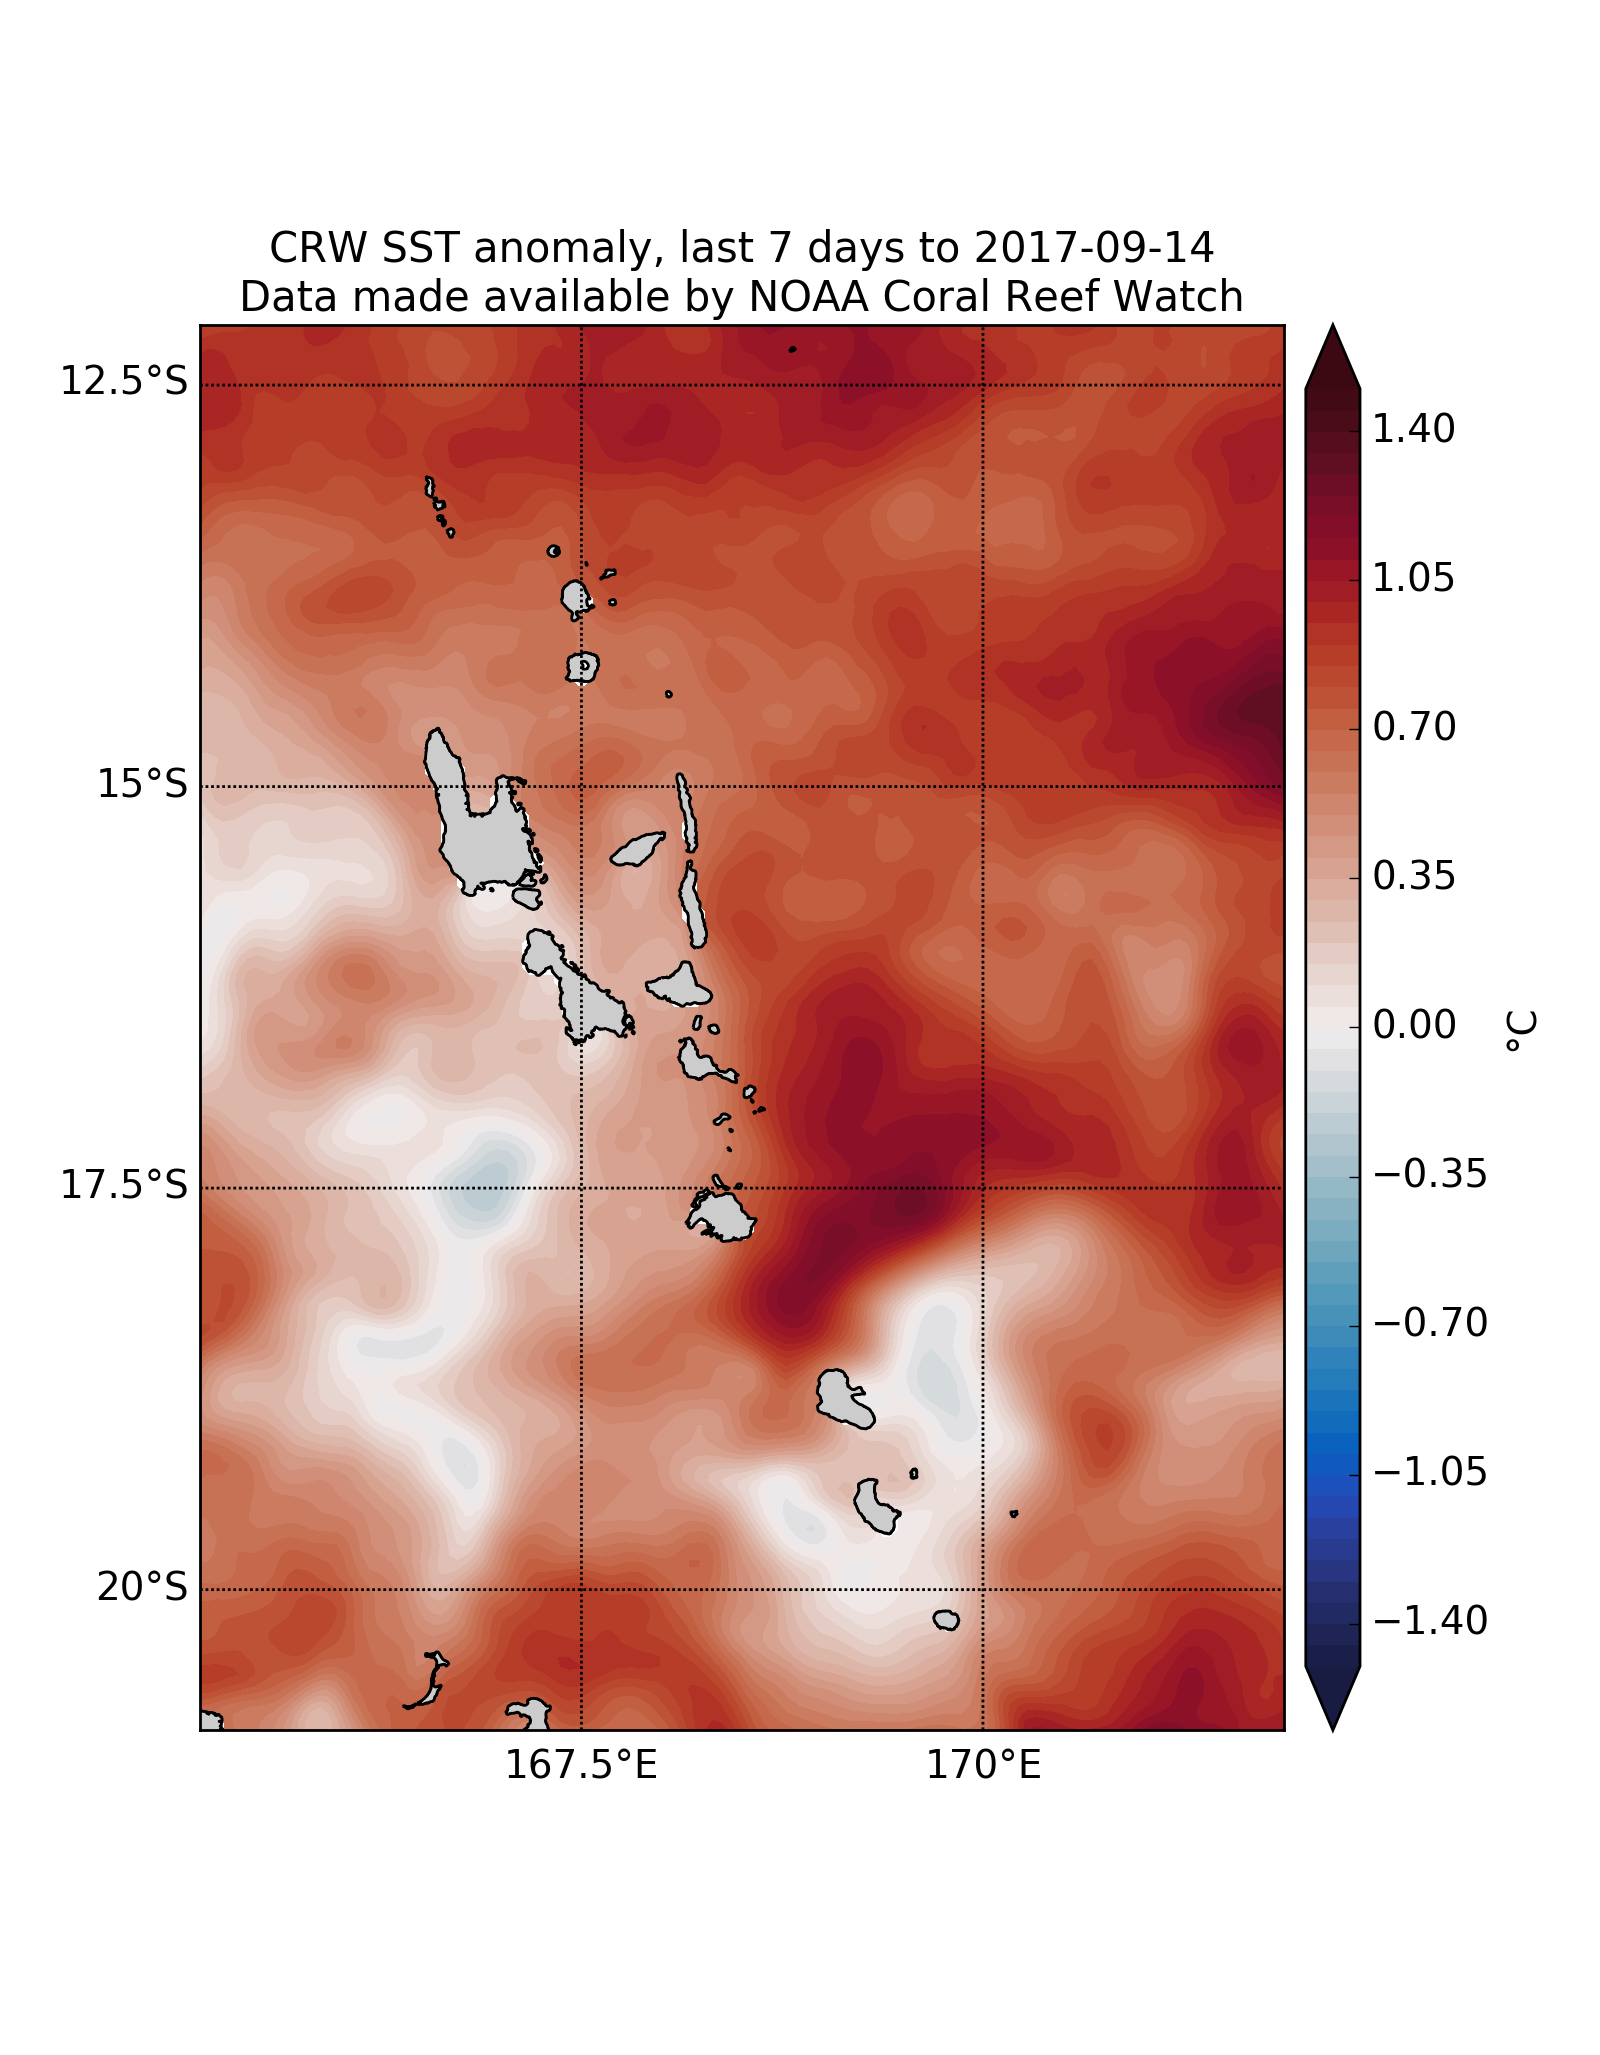 CRW SST anomaly, last 7 days to 2017-09-14
Data made available by NOAA Coral Reef Watch
12.5°S
15°S
17.5°S
20°S
167.5°E
170°E
1.40
1.05
0.70
0.35
0.00
−0.35
−0.70
−1.05
−1.40
°C